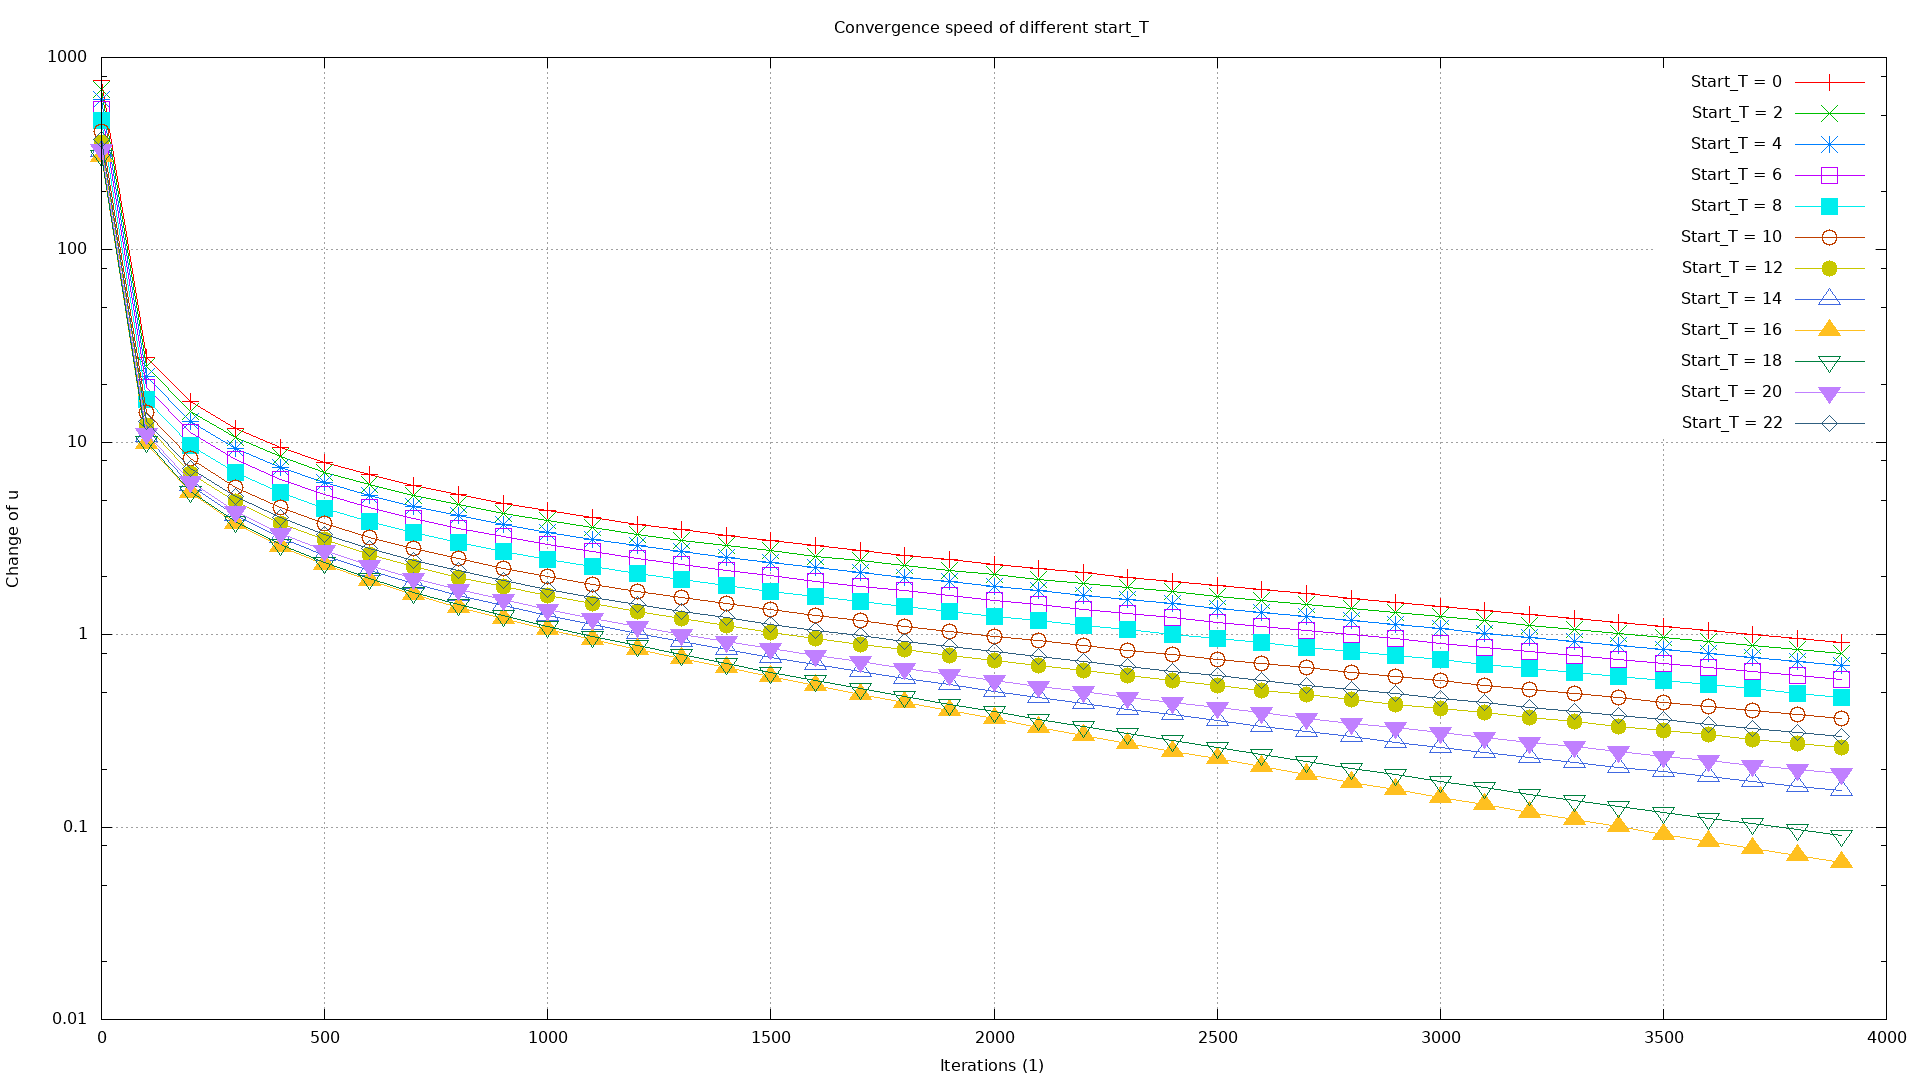 Convergence speed of different start_T
1000
100
10
1
0.1
0.01
Change of u
Start_T = 0
Start_T = 2
Start_T = 4
Start_T = 6
Start_T = 8
Start_T = 10
Start_T = 12
Start_T = 14
Start_T = 16
Start_T = 18
Start_T = 20
Start_T = 22
0 500 1000 1500 2000 2500 3000 3500 4000
Iterations (1)